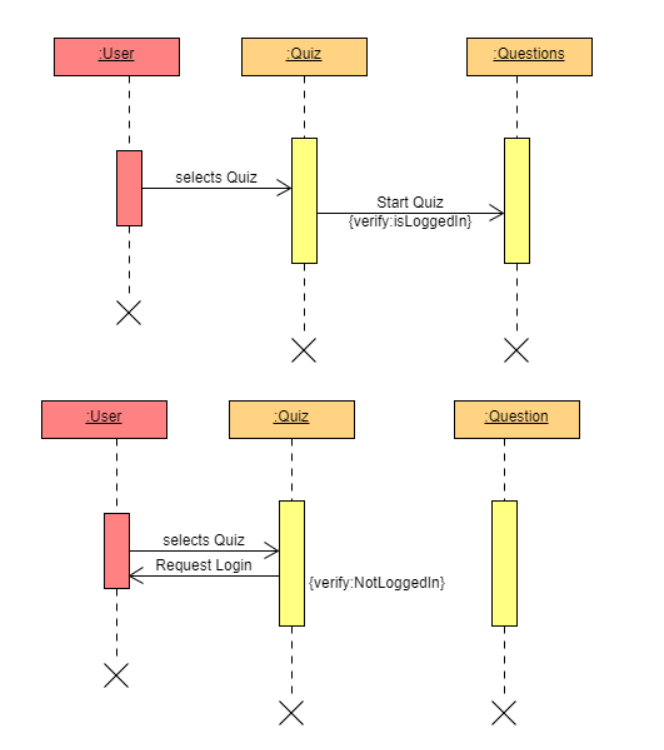 :User
:Quiz
:Questions
selects Quiz
Start Quiz
{verify:isLoggedIn}
:User
:Quiz
:Question
selects Quiz
Request Login
{verify:NotLoggedIn}